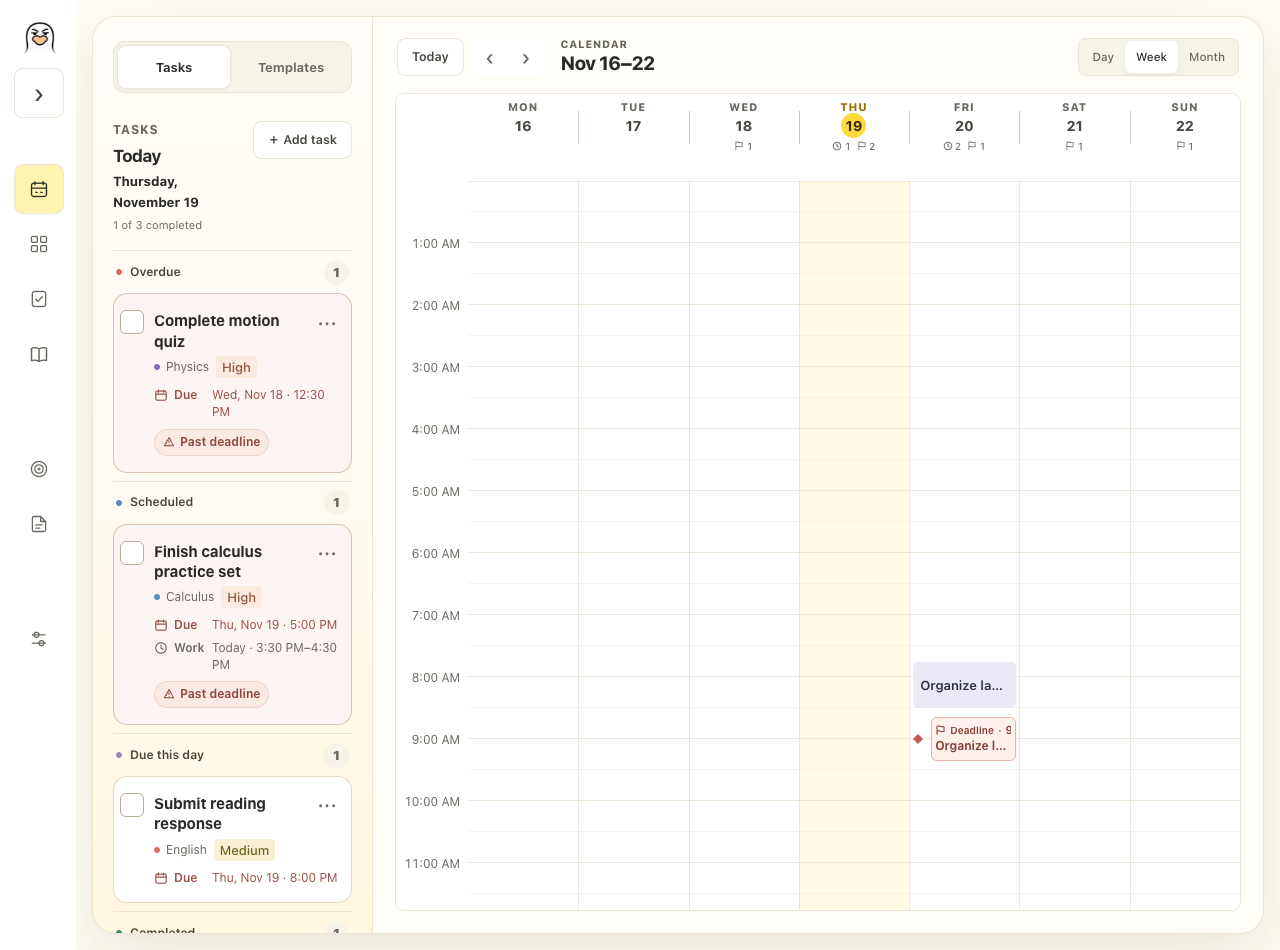 Tasks
Templates
TASKS
+ Add task
Today
Thursday,
November 19
1 of 3 completed
Overdue
1
Complete motion
quiz
Physics High
Due Wed, Nov 18 · 12:30
PM
Past deadline
Scheduled
1
Finish calculus
practice set
Calculus High
Due Thu, Nov 19 · 5:00 PM
Work Today · 3:30 PM–4:30
PM
Past deadline
Due this day
1
Submit reading
response
English Medium
Due Thu, Nov 19 · 8:00 PM
Completed
1
Today
CALENDAR
Nov 16–22
Day Week Month
MON TUE WED THU FRI SAT SUN
16 17 18 19 20 21 22
1 1 2 2 1 1 1
1:00 AM
2:00 AM
3:00 AM
4:00 AM
5:00 AM
6:00 AM
7:00 AM
8:00 AM
Organize la...
9:00 AM
Deadline · 9
Organize l...
10:00 AM
11:00 AM